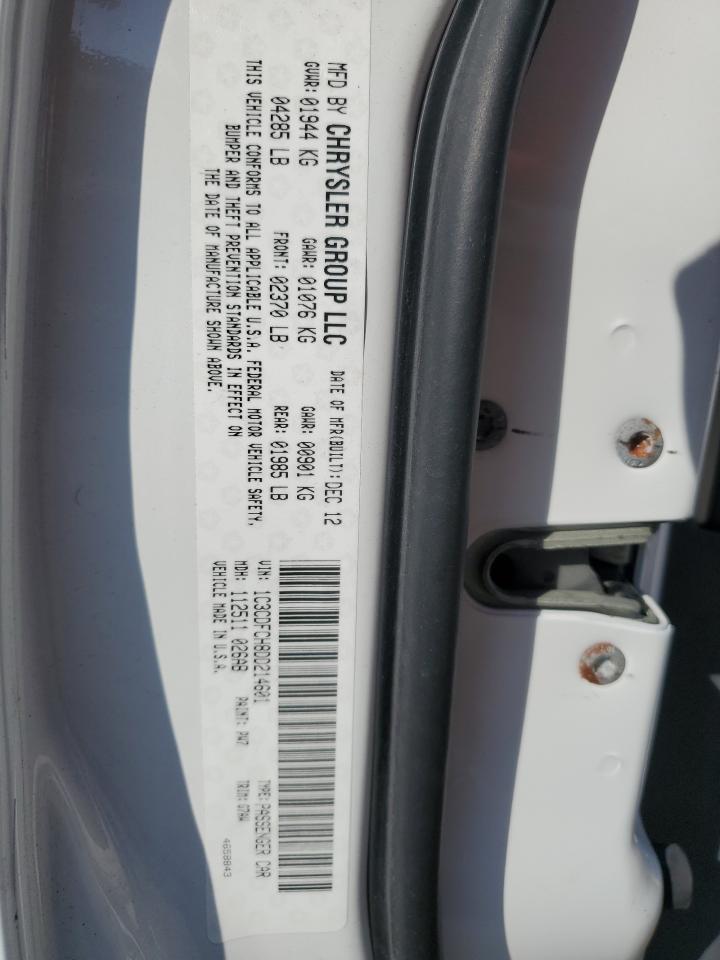 MFD BY CHRYSLER GROUP LLC DATE OF MFR(BUILT): DEC 12
GVWR: 01944 KG GAWR: 01076 KG GAWR: 00901 KG
04285 LB FRONT: 02370 LB REAR: 01985 LB
THIS VEHICLE CONFORMS TO ALL APPLICABLE U.S.A. FEDERAL MOTOR VEHICLE SAFETY,
BUMPER AND THEFT PREVENTION STANDARDS IN EFFECT ON
THE DATE OF MANUFACTURE SHOWN ABOVE.
VIN: 1C3CDFCH8DD214601 TYPE: PASSENGER CAR
MDH: 112511 026AB PAINT: PW7 TRIM: G7AW
VEHICLE MADE IN U.S.A. 4658843